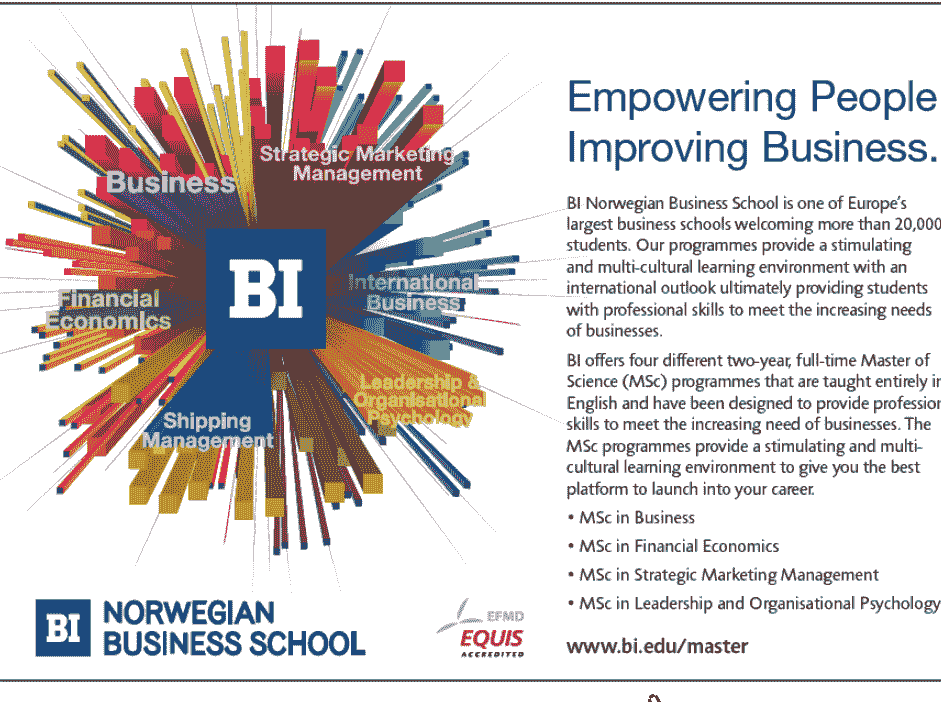 Strategic Marketing
Management
Business
BI
International
Business
Financial
Economics
Leadership &
Organisational
Psychology
Shipping
Management
BI
NORWEGIAN
BUSINESS SCHOOL
EFMD
EQUIS
ACCREDITED
Empowering People
Improving Business.
BI Norwegian Business School is one of Europe's
largest business schools welcoming more than 20,000
students. Our programmes provide a stimulating
and multi-cultural learning environment with an
international outlook ultimately providing students
with professional skills to meet the increasing needs
of businesses.
BI offers four different two-year, full-time Master of
Science (MSc) programmes that are taught entirely in
English and have been designed to provide profession
skills to meet the increasing need of businesses. The
MSc programmes provide a stimulating and multi-
cultural learning environment to give you the best
platform to launch into your career.
• MSc in Business
• MSc in Financial Economics
• MSc in Strategic Marketing Management
• MSc in Leadership and Organisational Psychology
www.bi.edu/master